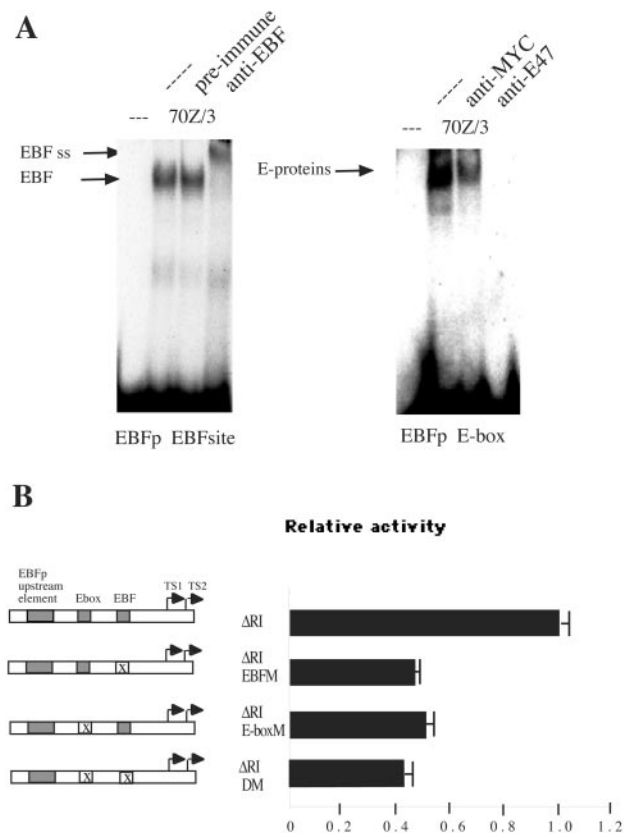 A
---
-----
pre-immune
anti-EBF
70Z/3
EBF ss
EBF
EBFp EBFsite
---
-----
anti-MYC
anti-E47
70Z/3
E-proteins
EBFp E-box
B
Relative activity
EBFp
upstream
element
Ebox
EBF
TS1
TS2
ΔRI
X
ΔRI
EBFM
X
ΔRI
E-boxM
X
X
ΔRI
DM
0 0.2 0.4 0.6 0.8 1.0 1.2